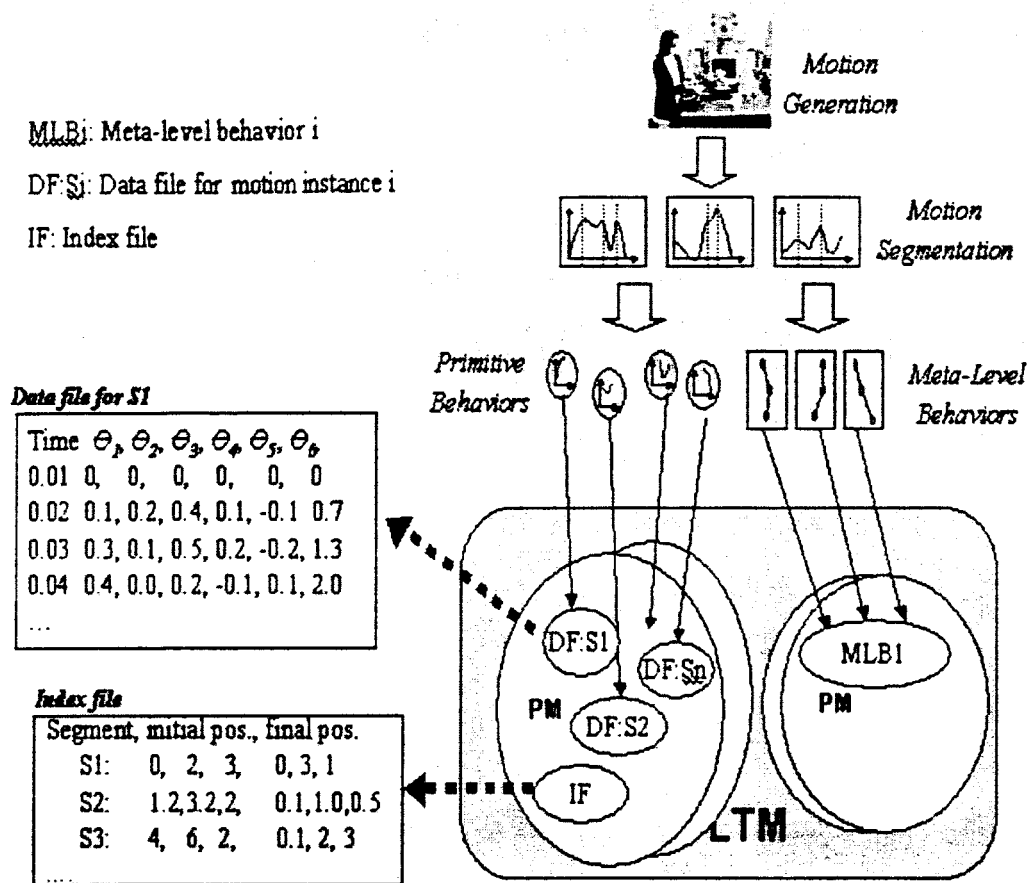 Motion
Generation
MLBi: Meta-level behavior i
DF:Si: Data file for motion instance i
IF: Index file
Motion
Segmentation
Primitive
Behaviors
Meta-Level
Behaviors
Data file for S1
Time Θ1, Θ2, Θ3, Θ4, Θ5, Θ6
0.01 0, 0, 0, 0, 0, 0
0.02 0.1, 0.2, 0.4, 0.1, -0.1 0.7
0.03 0.3, 0.1, 0.5, 0.2, -0.2, 1.3
0.04 0.4, 0.0, 0.2, -0.1, 0.1, 2.0
...
DF:S1
DF:Sn
MLB1
PM
PM
DF:S2
IF
LTM
Index file
Segment, initial pos., final pos.
S1: 0, 2, 3, 0, 3, 1
S2: 1.2,3.2,2, 0.1,1.0,0.5
S3: 4, 6, 2, 0.1, 2, 3
....